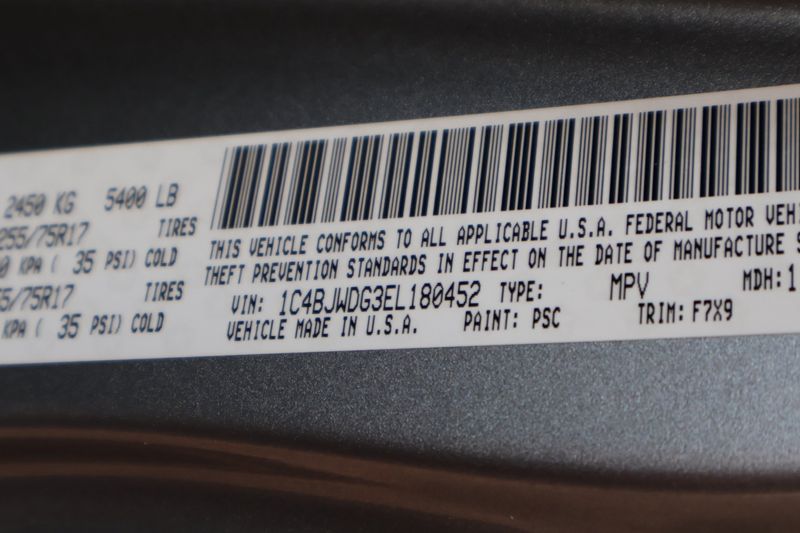 2450 KG 5400 LB
255/75R17 TIRES
KPA ( 35 PSI) COLD
75R17 TIRES
KPA ( 35 PSI) COLD
THIS VEHICLE CONFORMS TO ALL APPLICABLE U.S.A. FEDERAL MOTOR
THEFT PREVENTION STANDARDS IN EFFECT ON THE DATE OF MANUFACTURE
VIN: 1C4BJWDG3EL180452 TYPE: MPV MDH:1
VEHICLE MADE IN U.S.A. PAINT: PSC TRIM: F7X9